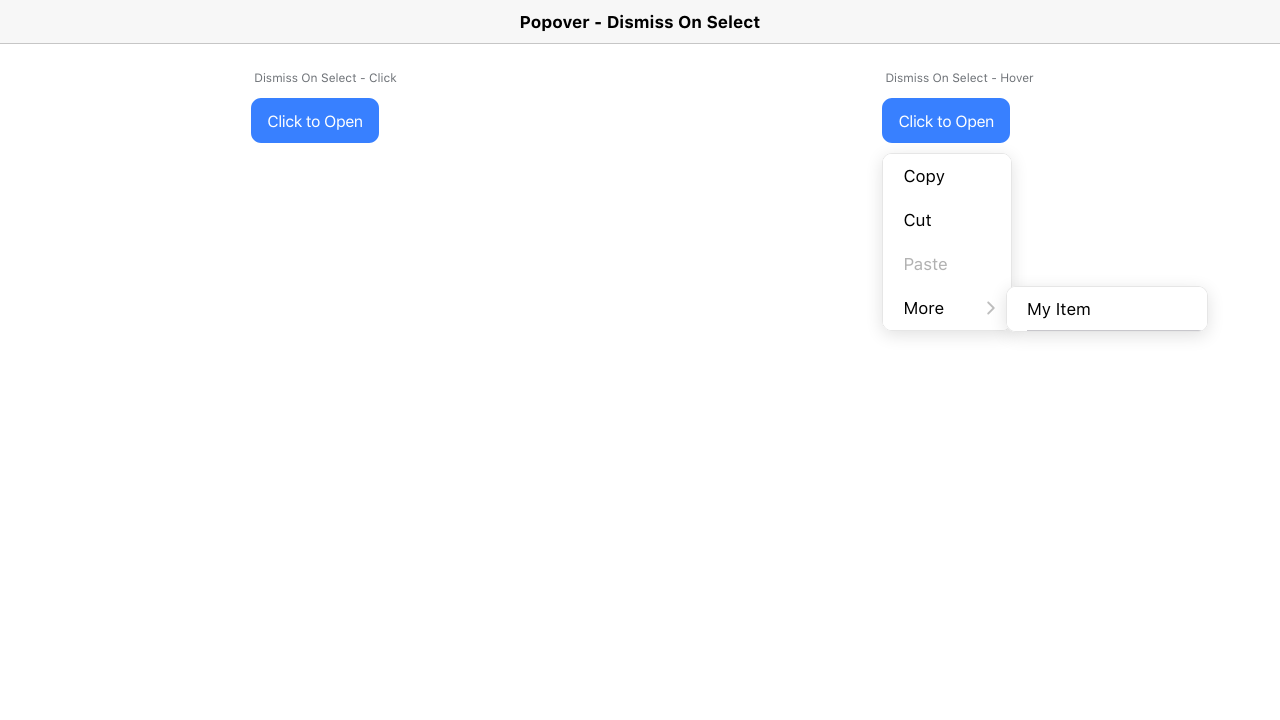 Popover - Dismiss On Select
Dismiss On Select - Click
Click to Open
Dismiss On Select - Hover
Click to Open
Copy
Cut
Paste
More
My Item